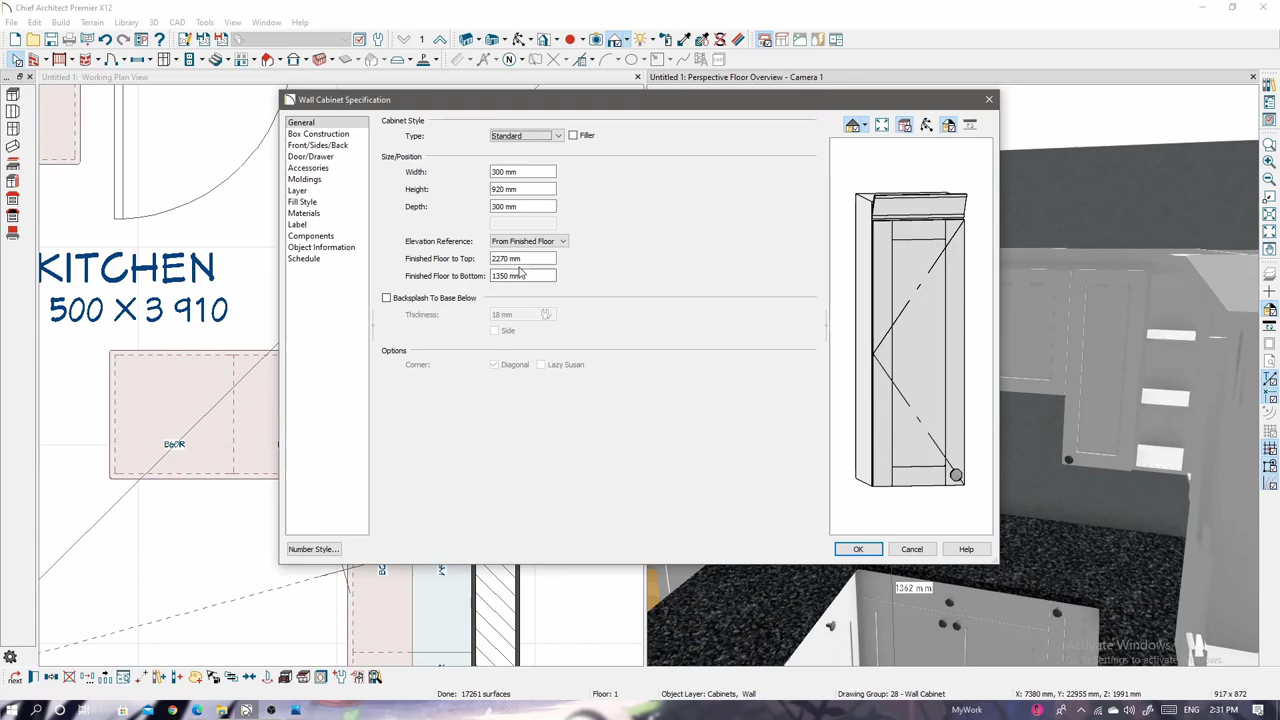 Chief Architect Premier X12
File Edit Build Terrain Library 3D CAD Tools View Window Help
Untitled 1: Working Plan View
Untitled 1: Perspective Floor Overview - Camera 1
Wall Cabinet Specification
General
Box Construction
Front/Sides/Back
Door/Drawer
Accessories
Moldings
Layer
Fill Style
Materials
Label
Components
Object Information
Schedule
Number Style...
Cabinet Style
Type: Standard Filler
Size/Position
Width: 300 mm
Height: 920 mm
Depth: 300 mm
Elevation Reference: From Finished Floor
Finished Floor to Top: 2270 mm
Finished Floor to Bottom: 1350 mm
Backsplash To Base Below
Thickness: 18 mm
Side
Options
Corner: Diagonal Lazy Susan
OK Cancel Help
KITCHEN
500 X 3 910
B60R
1362 mm
Activate Windows
Go to Settings to activate Windows.
Done: 17261 surfaces Floor: 1 Object Layer: Cabinets, Wall Drawing Group: 28 - Wall Cabinet X: 7380 mm, Y: 22955 mm, Z: 1991 mm 917 x 872
MyWork ENG 2:31 PM